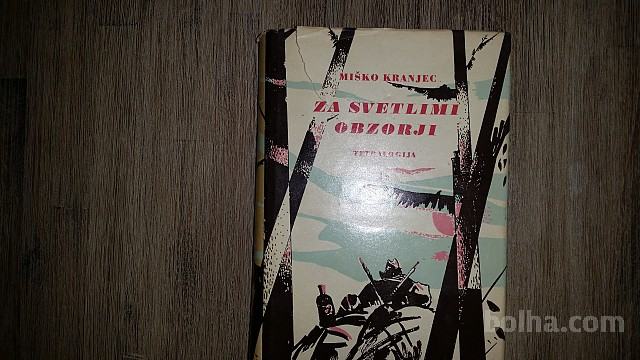 MIŠKO KRANJEC
ZA SVETLIMI
OBZORJI
TETRALOGIJA
bolha.com